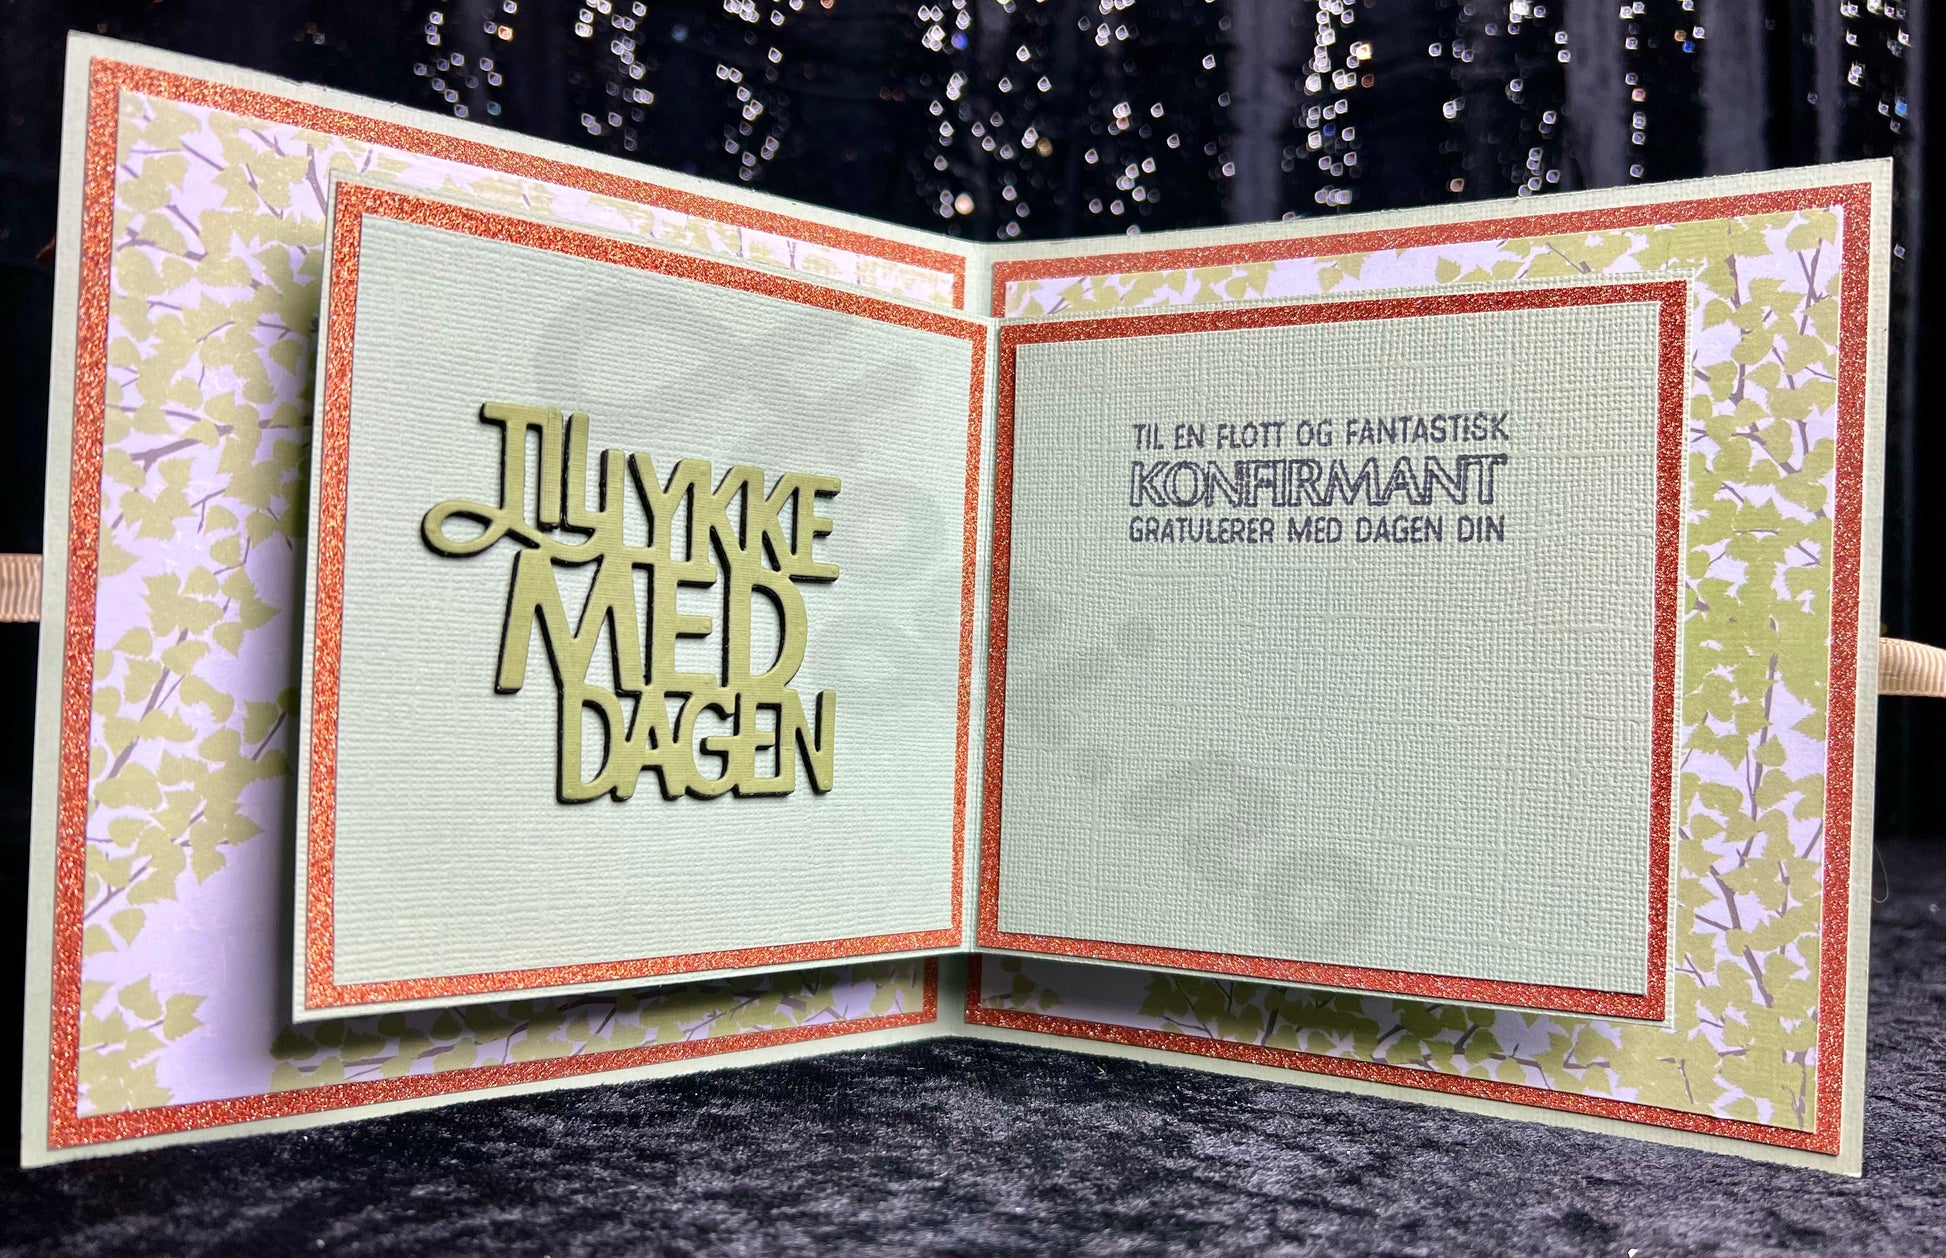 TILLYKKE
MED
DAGEN
TIL EN FLOTT OG FANTASTISK
KONFIRMANT
GRATULERER MED DAGEN DIN